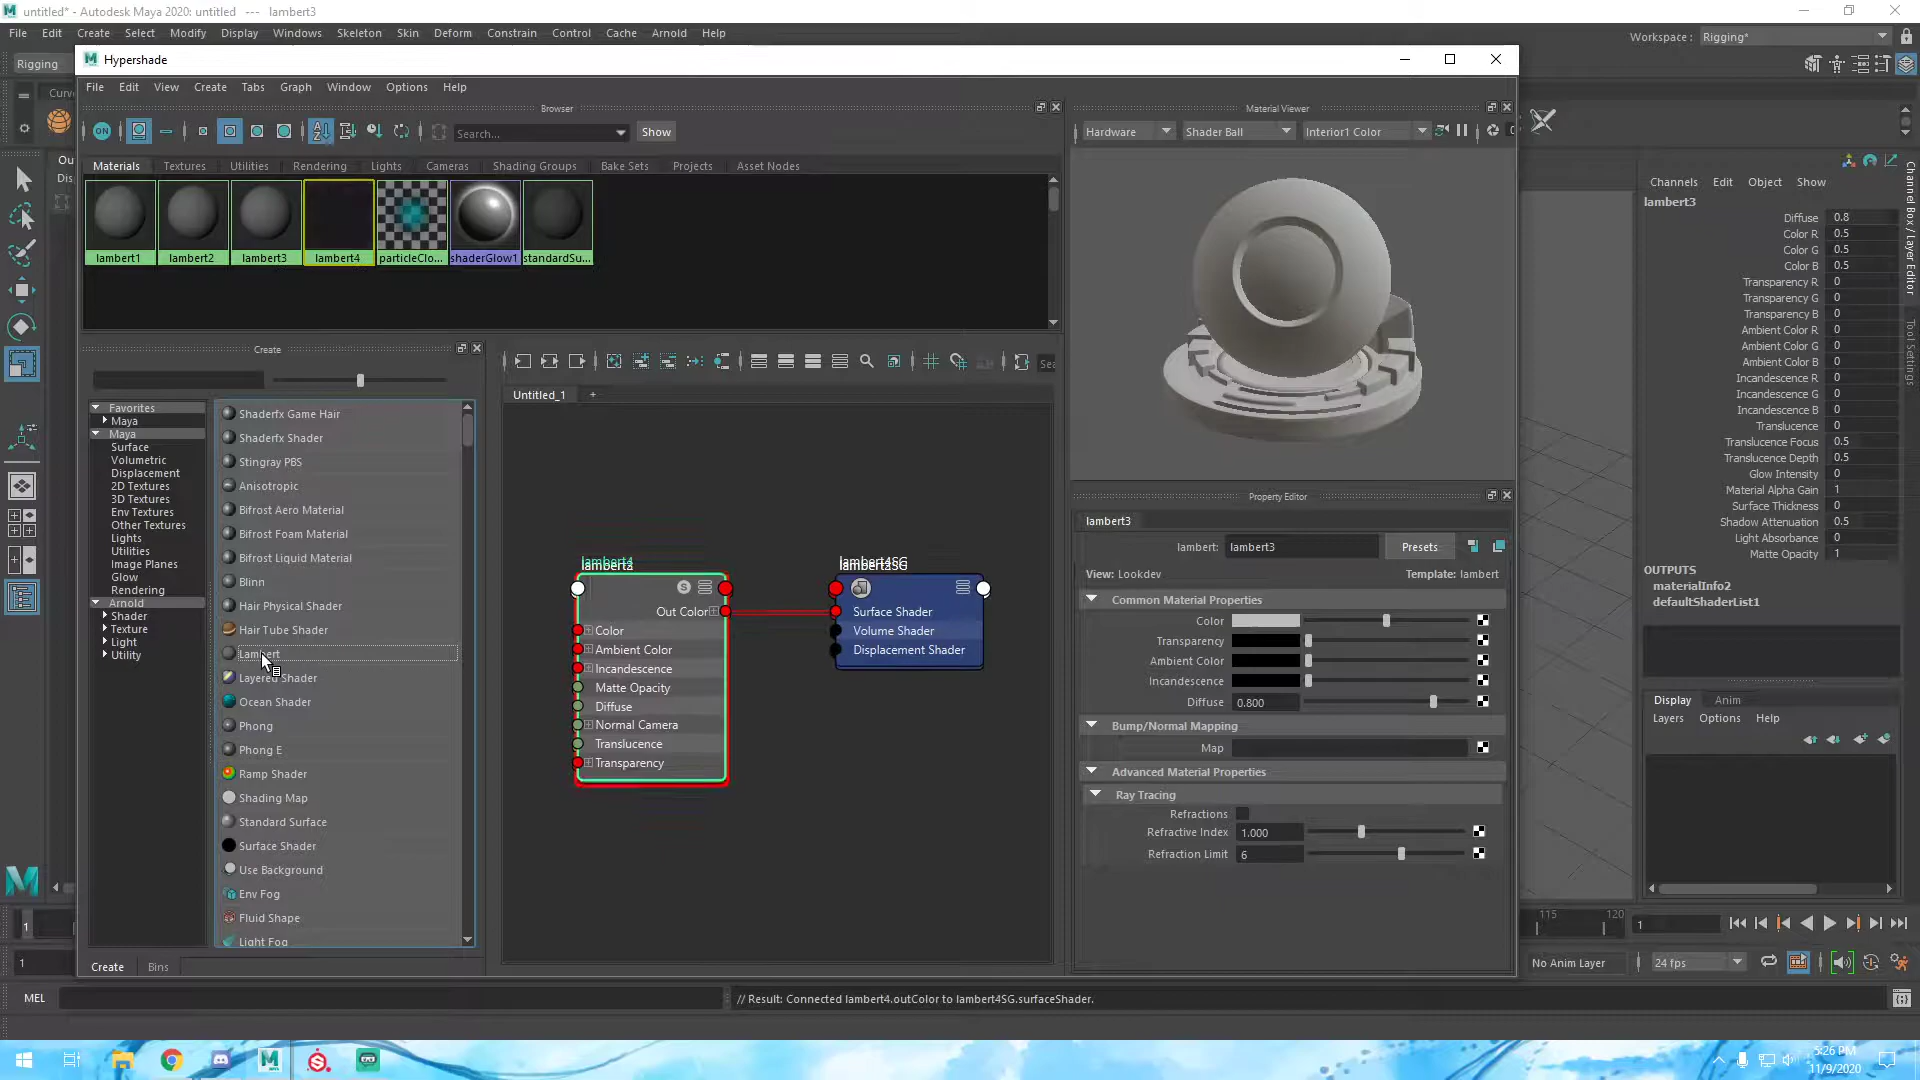 untitled* - Autodesk Maya 2020: untitled   ---   lambert3
File Edit Create Select Modify Display Windows Skeleton Skin Deform Constrain Control Cache Arnold Help
Workspace : Rigging*
Rigging
Hypershade
File Edit View Create Tabs Graph Window Options Help
Browser
Material Viewer
ON
Search...
Show
Hardware
Shader Ball
Interior1 Color
Materials Textures Utilities Rendering Lights Cameras Shading Groups Bake Sets Projects Asset Nodes
lambert1 lambert2 lambert3 lambert4 particleClo... shaderGlow1 standardSu...
Create
Untitled_1
+
Favorites
Maya
Maya
Surface
Volumetric
Displacement
2D Textures
3D Textures
Env Textures
Other Textures
Lights
Utilities
Image Planes
Glow
Rendering
Arnold
Shader
Texture
Light
Utility
Shaderfx Game Hair
Shaderfx Shader
Stingray PBS
Anisotropic
Bifrost Aero Material
Bifrost Foam Material
Bifrost Liquid Material
Blinn
Hair Physical Shader
Hair Tube Shader
Lambert
Layered Shader
Ocean Shader
Phong
Phong E
Ramp Shader
Shading Map
Standard Surface
Surface Shader
Use Background
Env Fog
Fluid Shape
Light Fog
Create Bins
Out Color
Color
Ambient Color
Incandescence
Matte Opacity
Diffuse
Normal Camera
Translucence
Transparency
Surface Shader
Volume Shader
Displacement Shader
Property Editor
lambert3
lambert: lambert3 Presets
View: Lookdev Template: lambert
Common Material Properties
Color
Transparency
Ambient Color
Incandescence
Diffuse 0.800
Bump/Normal Mapping
Map
Advanced Material Properties
Ray Tracing
Refractions
Refractive Index 1.000
Refraction Limit 6
Channels Edit Object Show
lambert3
Diffuse 0.8
Color R 0.5
Color G 0.5
Color B 0.5
Transparency R 0
Transparency G 0
Transparency B 0
Ambient Color R 0
Ambient Color G 0
Ambient Color B 0
Incandescence R 0
Incandescence G 0
Incandescence B 0
Translucence 0
Translucence Focus 0.5
Translucence Depth 0.5
Glow Intensity 0
Material Alpha Gain 1
Surface Thickness 0
Shadow Attenuation 0.5
Light Absorbance 0
Matte Opacity 1
OUTPUTS
materialInfo2
defaultShaderList1
Display Anim
Layers Options Help
Channel Box / Layer Editor
Tool Settings
1
115 120
1
1
No Anim Layer
24 fps
MEL
// Result: Connected lambert4.outColor to lambert4SG.surfaceShader.
5:26 PM
11/9/2020